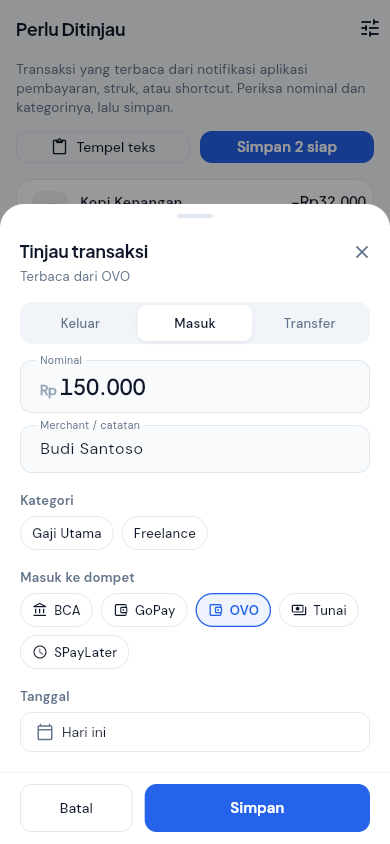 Perlu Ditinjau
Transaksi yang terbaca dari notifikasi aplikasi
pembayaran, struk, atau shortcut. Periksa nominal dan
kategorinya, lalu simpan.
Tempel teks
Simpan 2 siap
Kopi Kenangan
-Rp32.000
Tinjau transaksi
Terbaca dari OVO
Keluar
Masuk
Transfer
Nominal
Rp 150.000
Merchant / catatan
Budi Santoso
Kategori
Gaji Utama
Freelance
Masuk ke dompet
BCA
GoPay
OVO
Tunai
SPayLater
Tanggal
Hari ini
Batal
Simpan